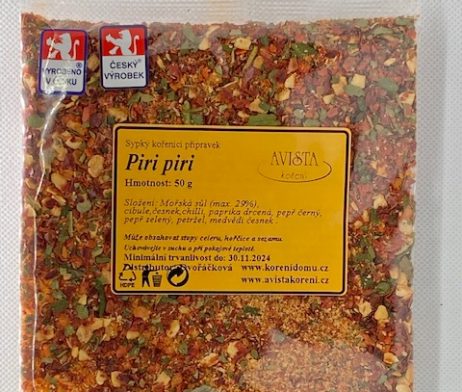 VYROBENO
V ČESKU
ČESKÝ
VÝROBEK
Sypký kořenící přípravek
Piri piri
AVISTA
koření
Hmotnost: 50 g
Složení: Mořská sůl (max. 29%),
cibule,česnek,chilli, paprika drcená, pepř černý,
pepř zelený, petržel, medvědí česnek .
Může obsahovat stopy celeru, hořčice a sezamu.
Uchovávejte v suchu a při pokojové teplotě.
Minimální trvanlivost do: 30.11.2024
Distributor: Dvořáčková www.korenidomu.cz
www.avistakoreni.cz
HDPE